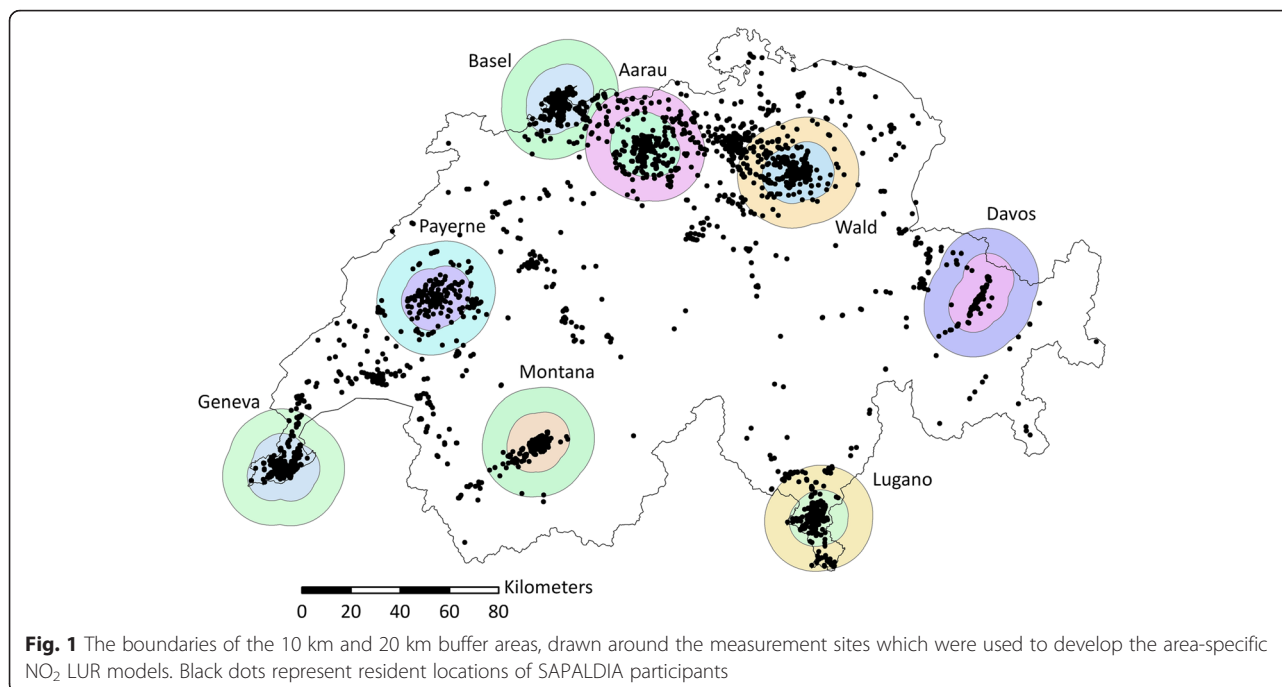 Basel
Aarau
Wald
Davos
Payerne
Montana
Geneva
Lugano
Kilometers
0 20 40 60 80
Fig. 1 The boundaries of the 10 km and 20 km buffer areas, drawn around the measurement sites which were used to develop the area-specific
NO₂ LUR models. Black dots represent resident locations of SAPALDIA participants